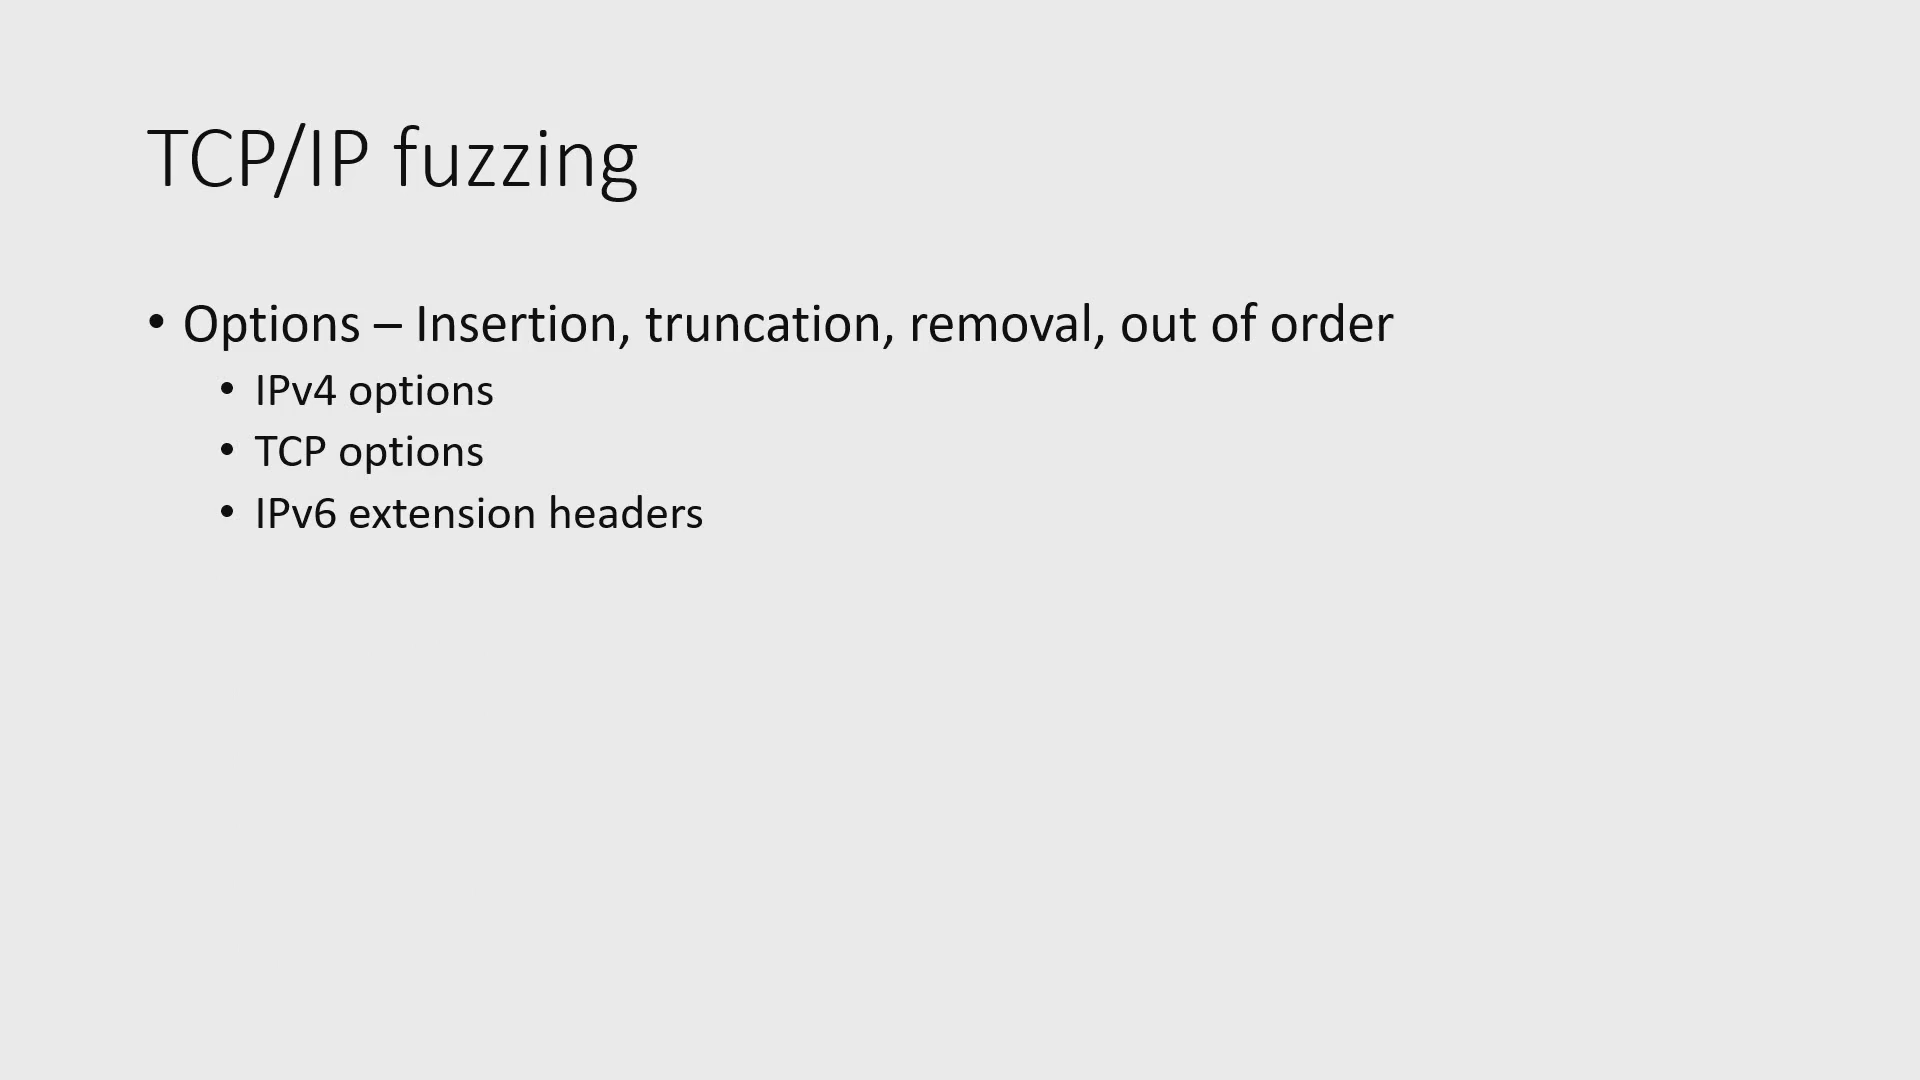 TCP/IP fuzzing
• Options – Insertion, truncation, removal, out of order
• IPv4 options
• TCP options
• IPv6 extension headers